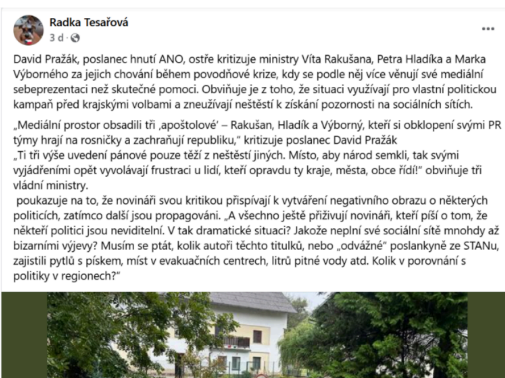 Radka Tesařová
3 d ·
David Pražák, poslanec hnutí ANO, ostře kritizuje ministry Víta Rakušana, Petra Hladíka a Marka
Výborného za jejich chování během povodňové krize, kdy se podle něj více věnují své mediální
sebeprezentaci než skutečné pomoci. Obviňuje je z toho, že situaci využívají pro vlastní politickou
kampaň před krajskými volbami a zneužívají neštěstí k získání pozornosti na sociálních sítích.
„Mediální prostor obsadili tři ‚apoštolové‘ – Rakušan, Hladík a Výborný, kteří si obklopení svými PR
týmy hrají na rosničky a zachraňují republiku,“ kritizuje poslanec David Pražák
„Ti tři výše uvedení pánové pouze těží z neštěstí jiných. Místo, aby národ semkli, tak svými
vyjádřeními opět vyvolávají frustraci u lidí, kteří opravdu ty kraje, města, obce řídí!“ obviňuje tři
vládní ministry.
poukazuje na to, že novináři svou kritikou přispívají k vytváření negativního obrazu o některých
politicích, zatímco další jsou propagováni. „A všechno ještě přiživují novináři, kteří píší o tom, že
někteří politici jsou neviditelní. V tak dramatické situaci? Jakože neplní své sociální sítě mnohdy až
bizarními výjevy? Musím se ptát, kolik autoři těchto titulků, nebo „odvážné“ poslankyně ze STANu,
zajistili pytlů s pískem, míst v evakuačních centrech, litrů pitné vody atd. Kolik v porovnání s
politiky v regionech?“